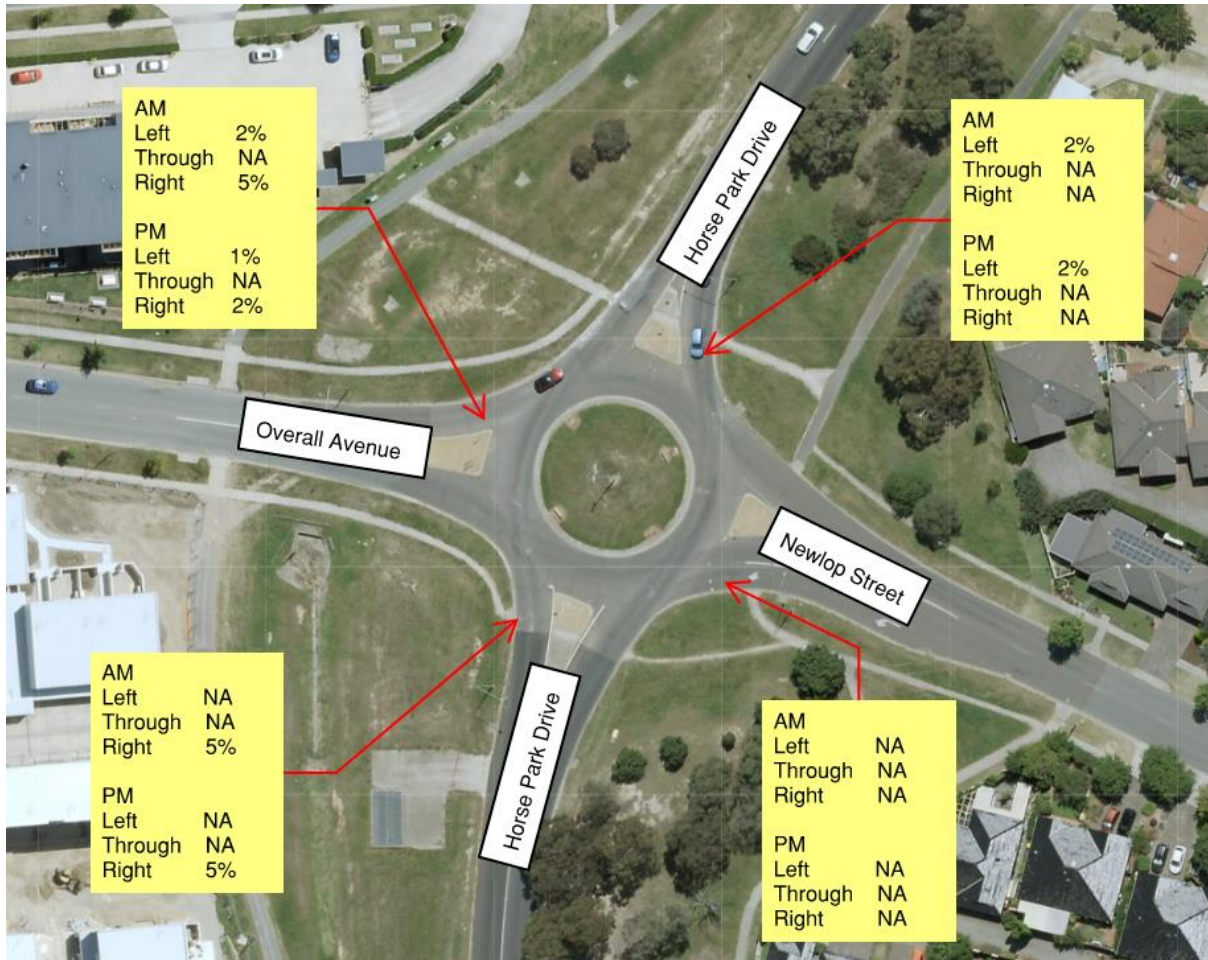 AM
Left 2%
Through NA
Right 5%
PM
Left 1%
Through NA
Right 2%
Horse Park Drive
AM
Left 2%
Through NA
Right NA
PM
Left 2%
Through NA
Right NA
Overall Avenue
Newlop Street
AM
Left NA
Through NA
Right 5%
PM
Left NA
Through NA
Right 5%
Horse Park Drive
AM
Left NA
Through NA
Right NA
PM
Left NA
Through NA
Right NA